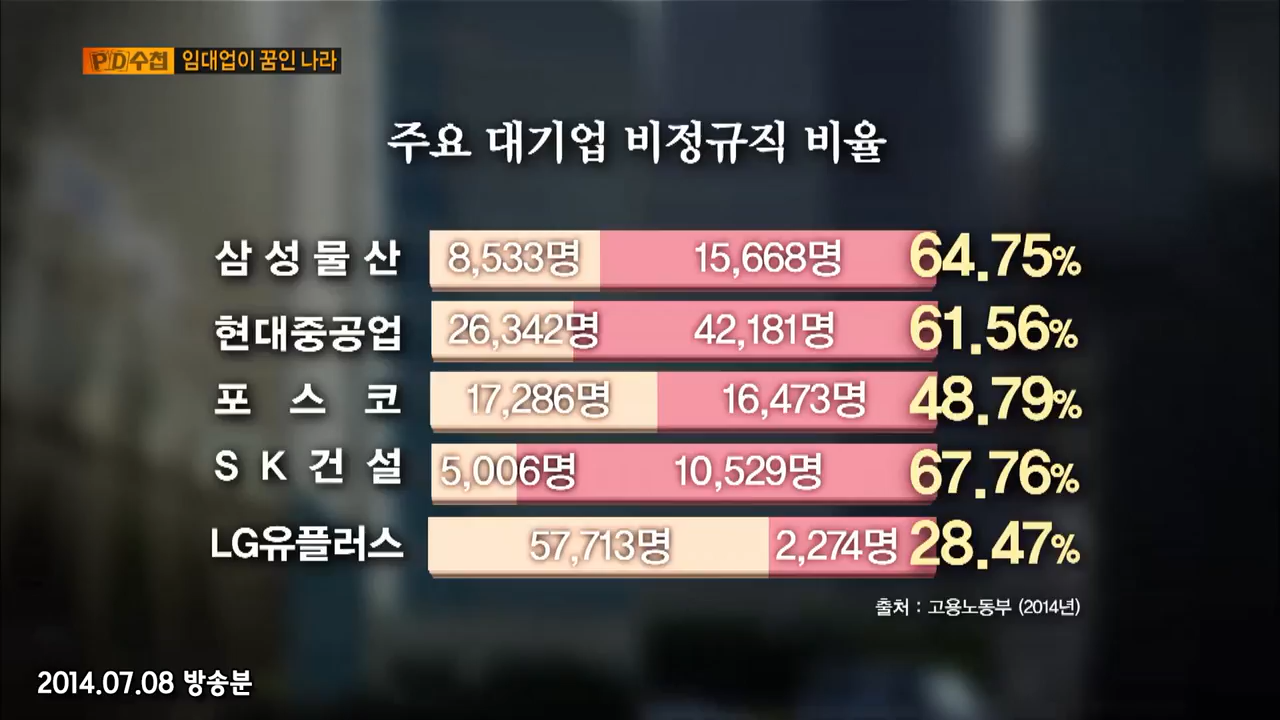 PD수첩 임대업이 꿈인 나라
주요 대기업 비정규직 비율
삼성물산 8,533명 15,668명 64.75%
현대중공업 26,342명 42,181명 61.56%
포스코 17,286명 16,473명 48.79%
SK건설 5,006명 10,529명 67.76%
LG유플러스 57,713명 2,274명 28.47%
출처 : 고용노동부 (2014년)
2014.07.08 방송분